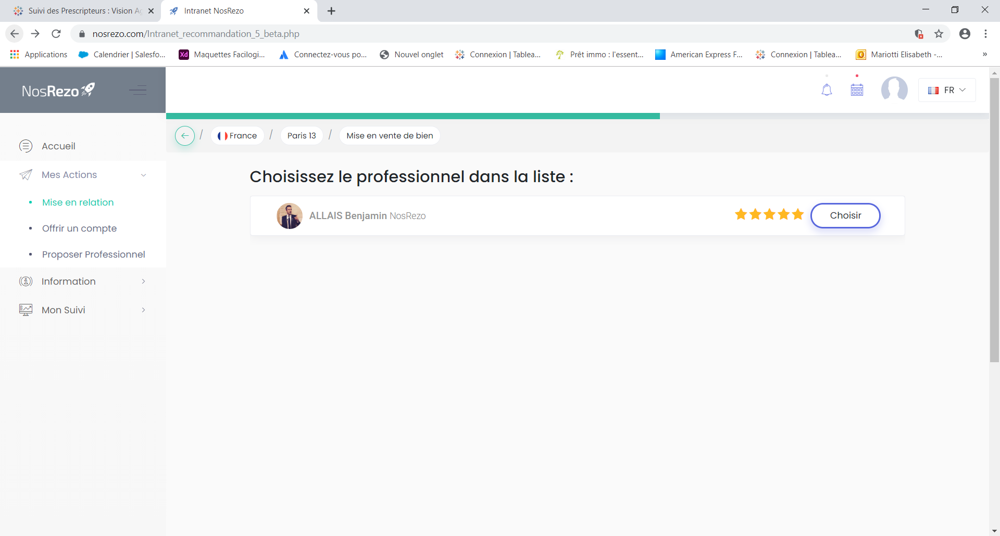 Suivi des Prescripteurs : Vision Ag
Intranet NosRezo
nosrezo.com/Intranet_recommandation_5_beta.php
Applications
Calendrier | Salesfo...
Xd
Maquettes Facilogi...
Connectez-vous po...
Nouvel onglet
Connexion | Tablea...
Prêt immo : l'essent...
American Express F...
Connexion | Tablea...
Mariotti Elisabeth -...
»
NosRezo
FR
/
France
/
Paris 13
/
Mise en vente de bien
Accueil
Mes Actions
Mise en relation
Offrir un compte
Proposer Professionnel
Information
Mon Suivi
Choisissez le professionnel dans la liste :
ALLAIS Benjamin NosRezo
Choisir